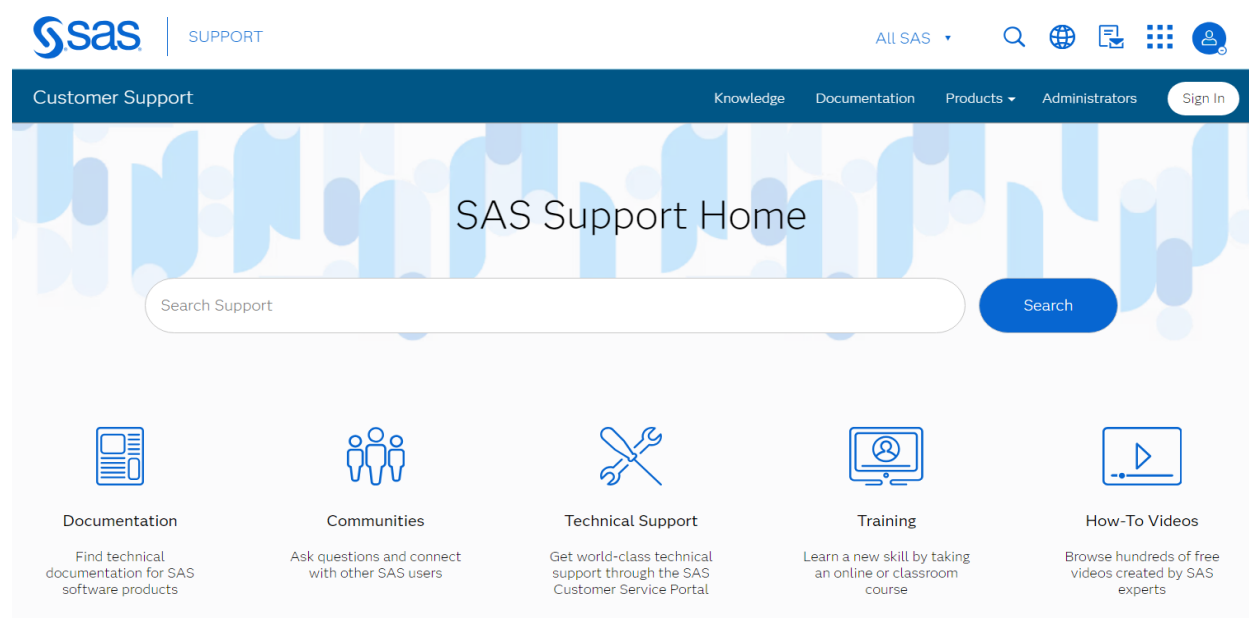 sas SUPPORT All SAS
Customer Support Knowledge Documentation Products Administrators Sign In
SAS Support Home
Search Support Search
Documentation
Find technical
documentation for SAS
software products
Communities
Ask questions and connect
with other SAS users
Technical Support
Get world-class technical
support through the SAS
Customer Service Portal
Training
Learn a new skill by taking
an online or classroom
course
How-To Videos
Browse hundreds of free
videos created by SAS
experts